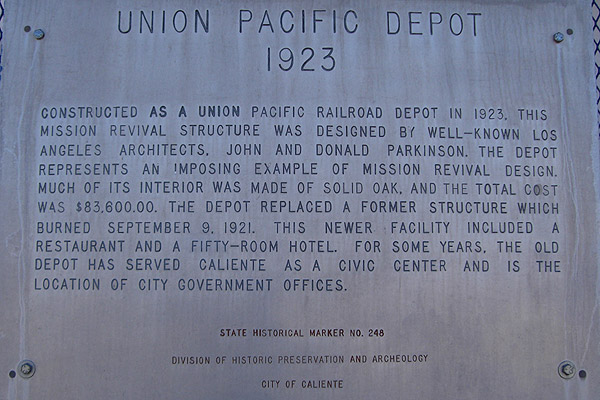 UNION PACIFIC DEPOT
1923
CONSTRUCTED AS A UNION PACIFIC RAILROAD DEPOT IN 1923, THIS
MISSION REVIVAL STRUCTURE WAS DESIGNED BY WELL-KNOWN LOS
ANGELES ARCHITECTS, JOHN AND DONALD PARKINSON. THE DEPOT
REPRESENTS AN IMPOSING EXAMPLE OF MISSION REVIVAL DESIGN.
MUCH OF ITS INTERIOR WAS MADE OF SOLID OAK, AND THE TOTAL COST
WAS $83,600.00. THE DEPOT REPLACED A FORMER STRUCTURE WHICH
BURNED SEPTEMBER 9, 1921. THIS NEWER FACILITY INCLUDED A
RESTAURANT AND A FIFTY-ROOM HOTEL. FOR SOME YEARS, THE OLD
DEPOT HAS SERVED CALIENTE AS A CIVIC CENTER AND IS THE
LOCATION OF CITY GOVERNMENT OFFICES.
STATE HISTORICAL MARKER NO. 248
DIVISION OF HISTORIC PRESERVATION AND ARCHEOLOGY
CITY OF CALIENTE